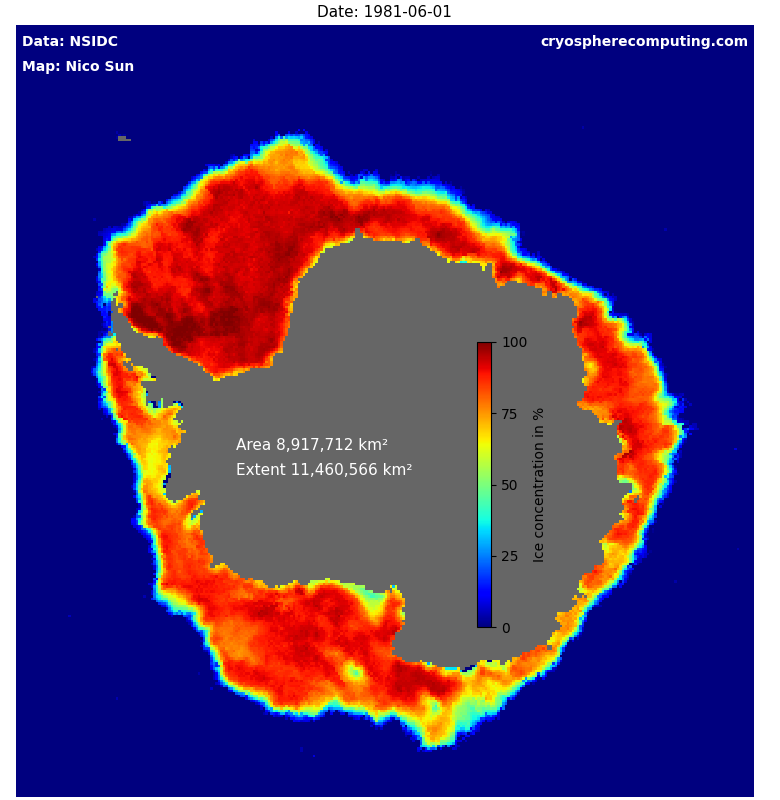 Date: 1981-06-01
Data: NSIDC
cryospherecomputing.com
Map: Nico Sun
100
75
50
25
0
Ice concentration in %
Area 8,917,712 km²
Extent 11,460,566 km²